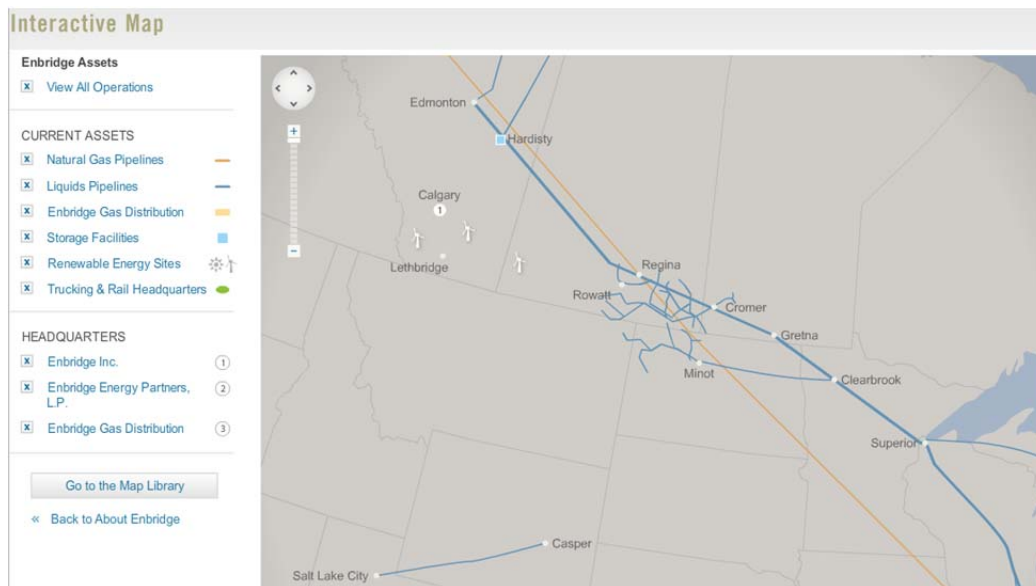 Interactive Map
Enbridge Assets
x View All Operations
CURRENT ASSETS
x Natural Gas Pipelines
x Liquids Pipelines
x Enbridge Gas Distribution
x Storage Facilities
x Renewable Energy Sites
x Trucking & Rail Headquarters
HEADQUARTERS
x Enbridge Inc. 1
x Enbridge Energy Partners, 2
L.P.
x Enbridge Gas Distribution 3
Go to the Map Library
« Back to About Enbridge
+
−
Edmonton
Hardisty
Calgary
1
Lethbridge
Regina
Rowatt
Cromer
Gretna
Minot
Clearbrook
Superior
Casper
Salt Lake City